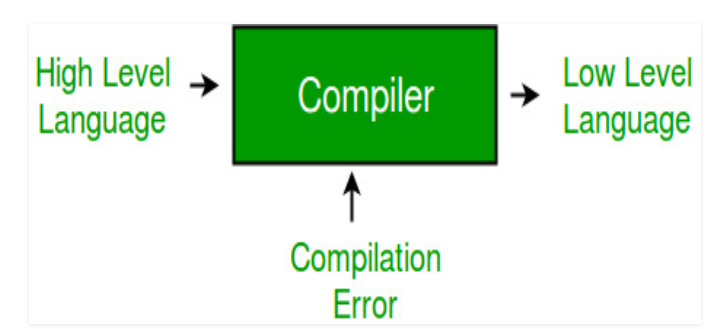 High Level
Language
Compiler
Low Level
Language
Compilation
Error